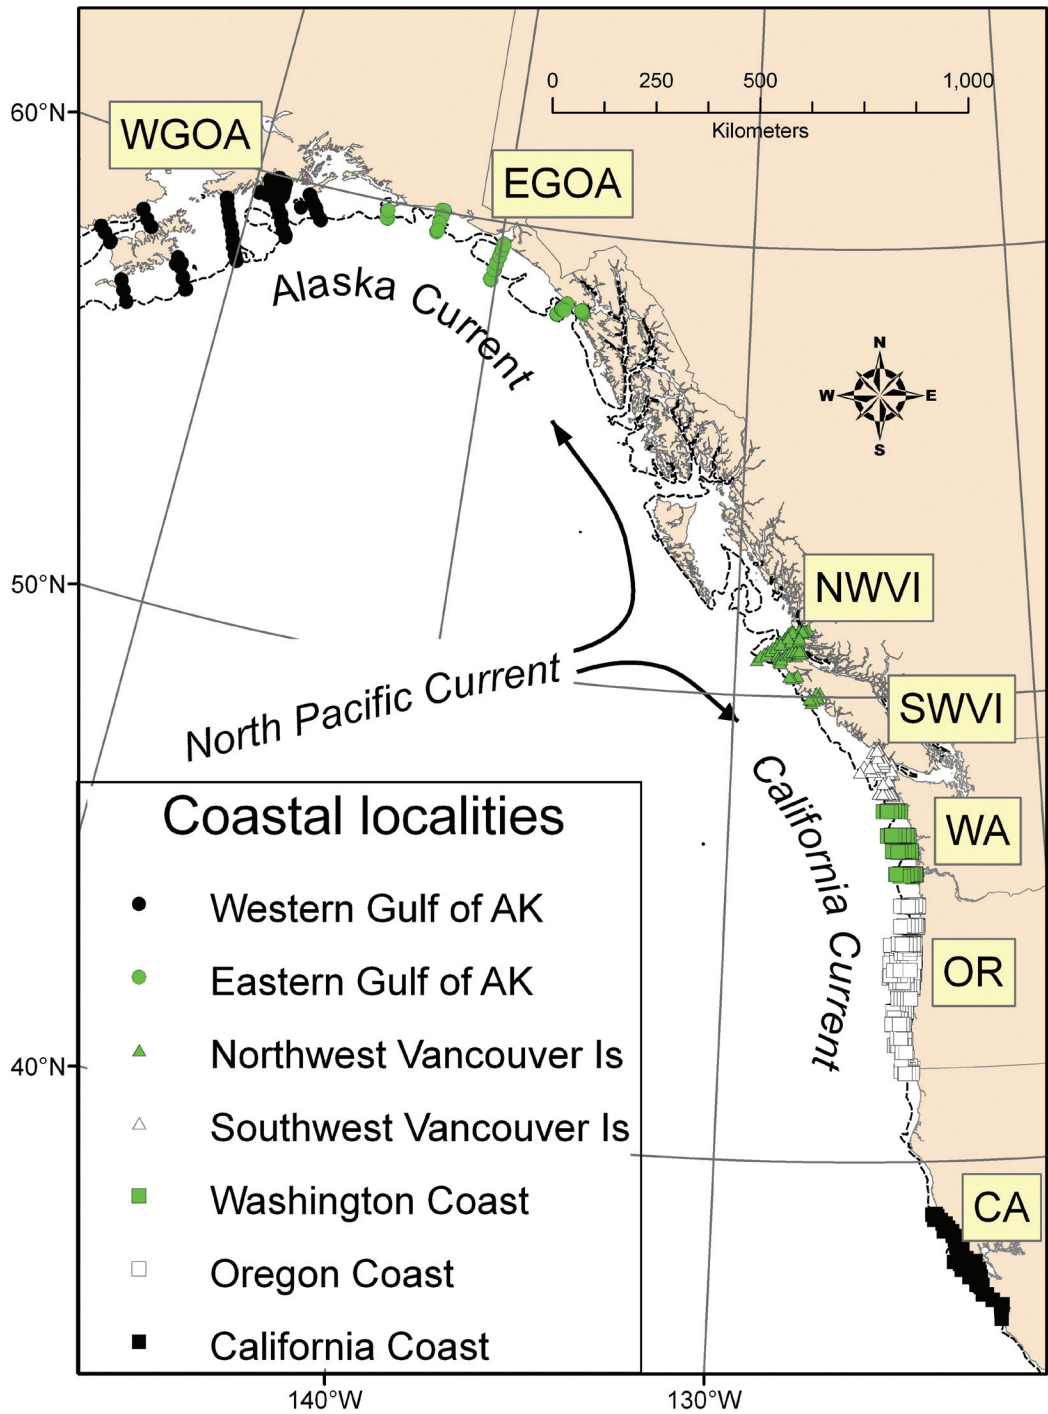 0 250 500 1,000
Kilometers
60°N
WGOA
EGOA
Alaska Current
N
W E
S
50°N
NWVI
North Pacific Current
SWVI
California Current
WA
Coastal localities
Western Gulf of AK
Eastern Gulf of AK
OR
Northwest Vancouver Is
40°N
Southwest Vancouver Is
Washington Coast
CA
Oregon Coast
California Coast
140°W 130°W